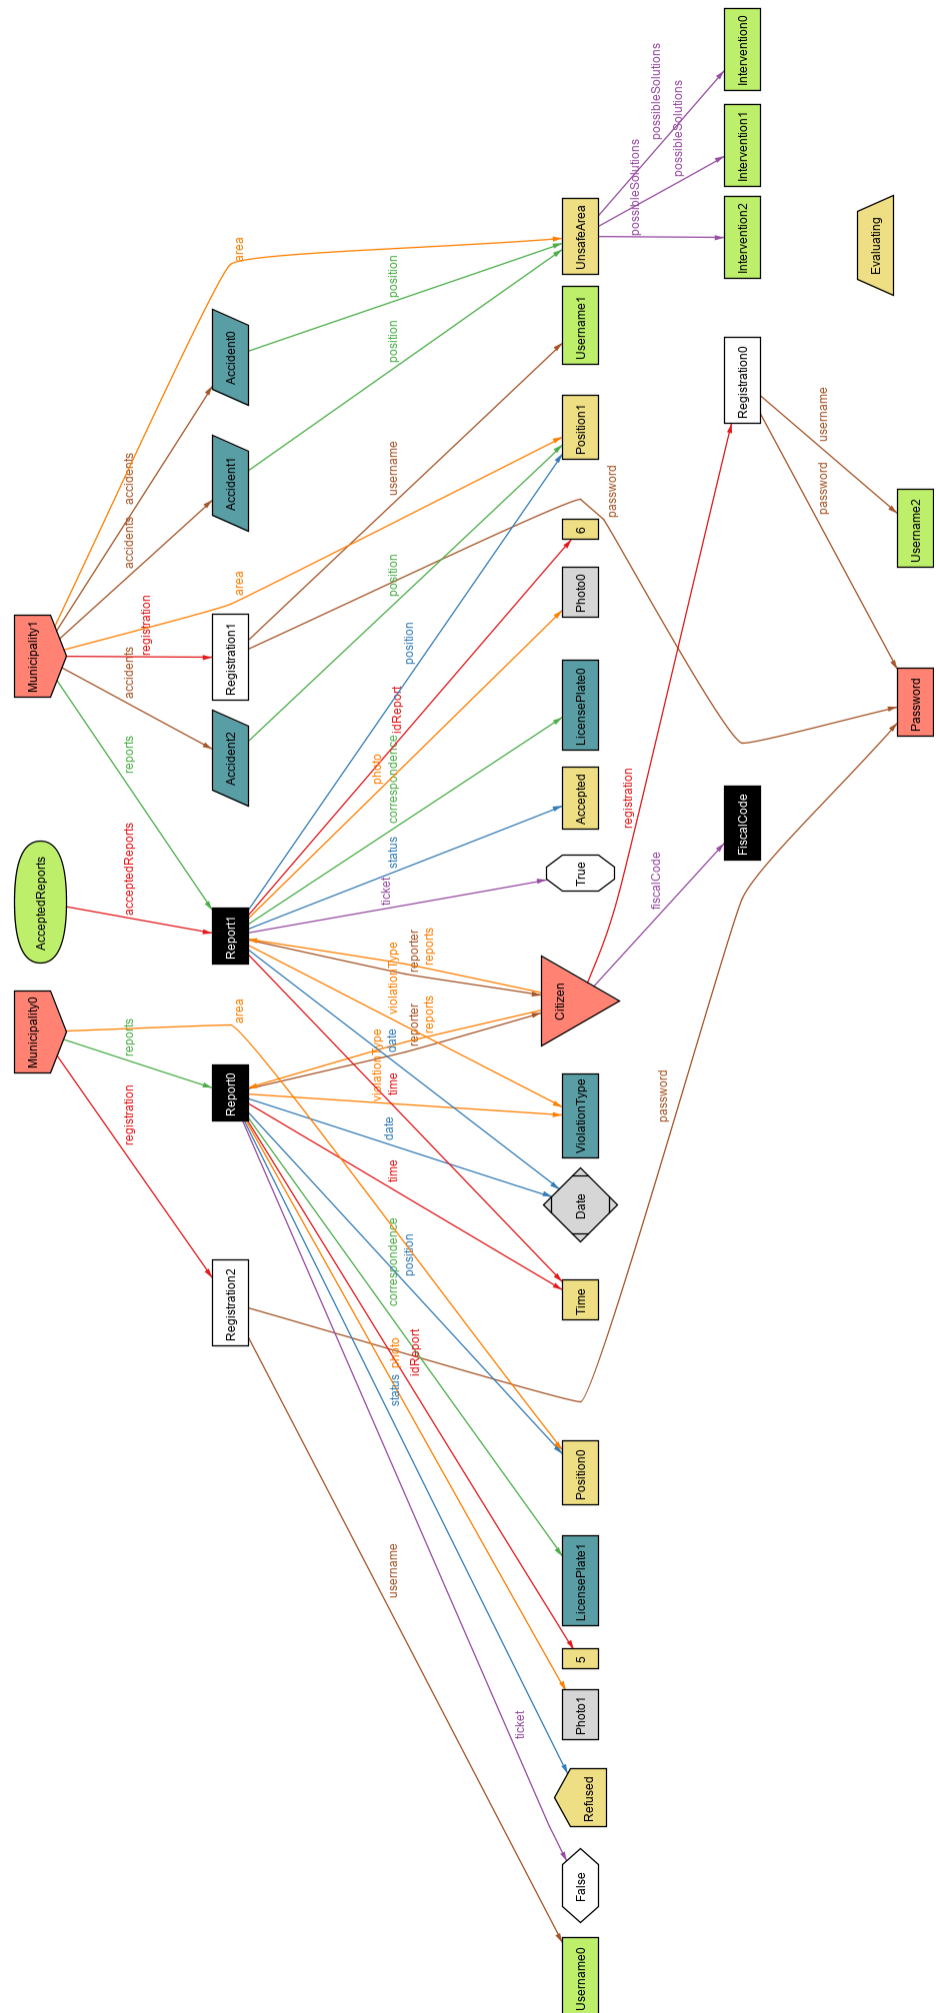 Municipality1
AcceptedReports
Municipality0
area
accidents
accidents
registration
accidents
reports
acceptedReports
reports
area
registration
area
Accident0
Accident1
Registration1
Accident2
Report1
Report0
Registration2
position
position
username
position
position
password
idReport
photo
correspondence
status
ticket
violationType
reporter
reports
date
violationType
reporter
reports
time
date
time
correspondence
position
photo
idReport
status
username
ticket
UnsafeArea
Username1
Position1
6
Photo0
LicensePlate0
Accepted
True
Citizen
ViolationType
Date
Time
Position0
LicensePlate1
5
Photo1
Refused
False
Username0
possibleSolutions
possibleSolutions
possibleSolutions
registration
fiscalCode
password
Intervention0
Intervention1
Intervention2
Registration0
FiscalCode
username
password
Evaluating
Username2
Password